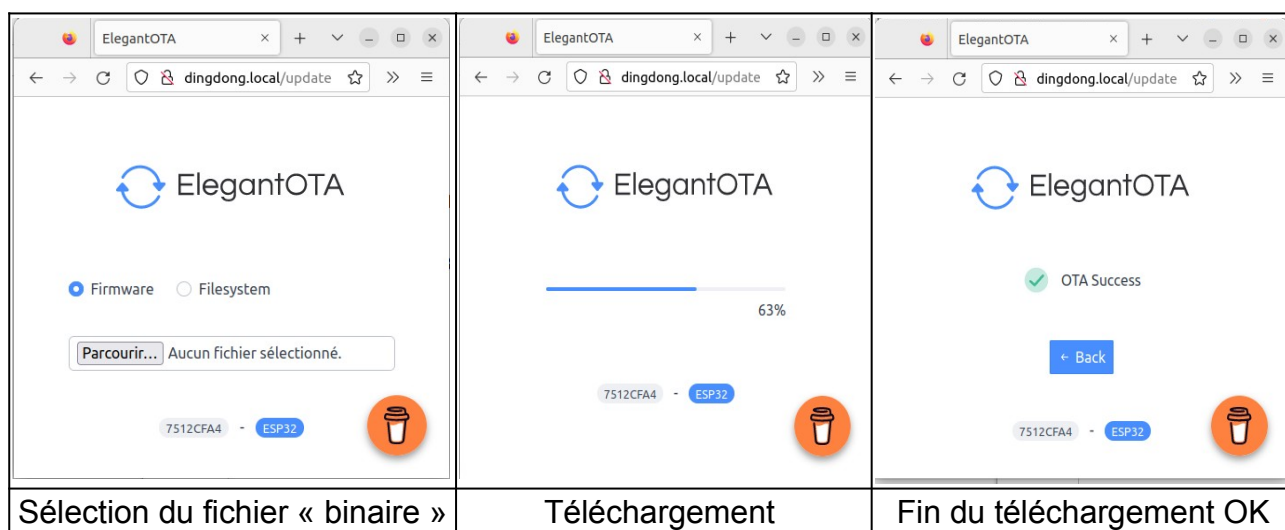 ElegantOTA
dingdong.local/update
ElegantOTA
Firmware Filesystem
Parcourir... Aucun fichier sélectionné.
7512CFA4 - ESP32
Sélection du fichier « binaire »
ElegantOTA
dingdong.local/update
ElegantOTA
63%
7512CFA4 - ESP32
Téléchargement
ElegantOTA
dingdong.local/update
ElegantOTA
OTA Success
← Back
7512CFA4 - ESP32
Fin du téléchargement OK